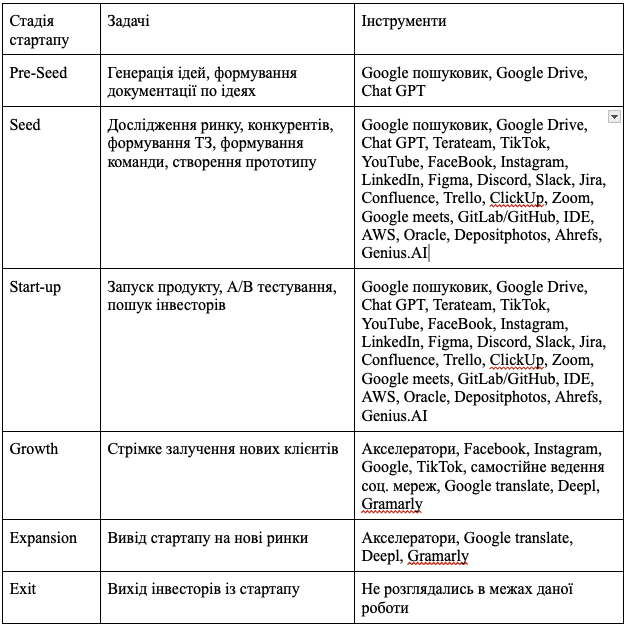 Стадія
стартапу
Задачі
Інструменти
Pre-Seed
Генерація ідей, формування
документації по ідеях
Google пошуковик, Google Drive,
Chat GPT
Seed
Дослідження ринку, конкурентів,
формування ТЗ, формування
команди, створення прототипу
Google пошуковик, Google Drive,
Chat GPT, Terateam, TikTok,
YouTube, FaceBook, Instagram,
LinkedIn, Figma, Discord, Slack, Jira,
Confluence, Trello, ClickUp, Zoom,
Google meets, GitLab/GitHub, IDE,
AWS, Oracle, Depositphotos, Ahrefs,
Genius.AI
Start-up
Запуск продукту, А/В тестування,
пошук інвесторів
Google пошуковик, Google Drive,
Chat GPT, Terateam, TikTok,
YouTube, FaceBook, Instagram,
LinkedIn, Figma, Discord, Slack, Jira,
Confluence, Trello, ClickUp, Zoom,
Google meets, GitLab/GitHub, IDE,
AWS, Oracle, Depositphotos, Ahrefs,
Genius.AI
Growth
Стрімке залучення нових клієнтів
Акселератори, Facebook, Instagram,
Google, TikTok, самостійне ведення
соц. мереж, Google translate, Deepl,
Gramarly
Expansion
Вивід стартапу на нові ринки
Акселератори, Google translate,
Deepl, Gramarly
Exit
Вихід інвесторів із стартапу
Не розглядались в межах даної
роботи